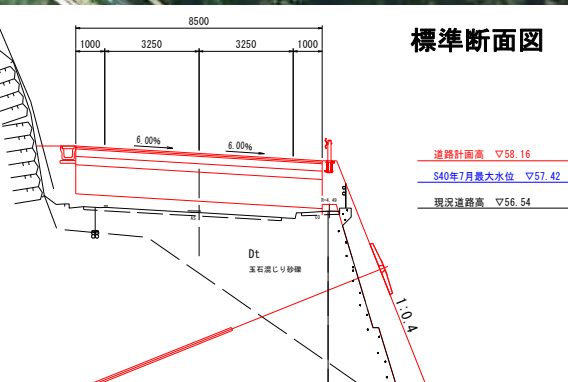 8500
標準断面図
1000 3250 3250 1000
6.00%
6.00%
道路計画高 ▽58.16
S40年7月最大水位 ▽57.42
現況道路高 ▽56.54
Dt
玉石混じり砂礫
1:0.4